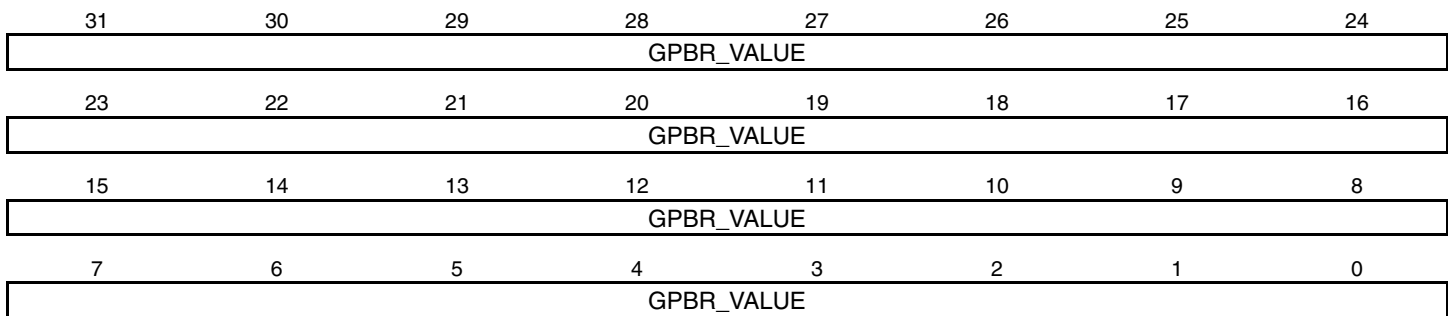 31 30 29 28 27 26 25 24
GPBR_VALUE
23 22 21 20 19 18 17 16
GPBR_VALUE
15 14 13 12 11 10 9 8
GPBR_VALUE
7 6 5 4 3 2 1 0
GPBR_VALUE